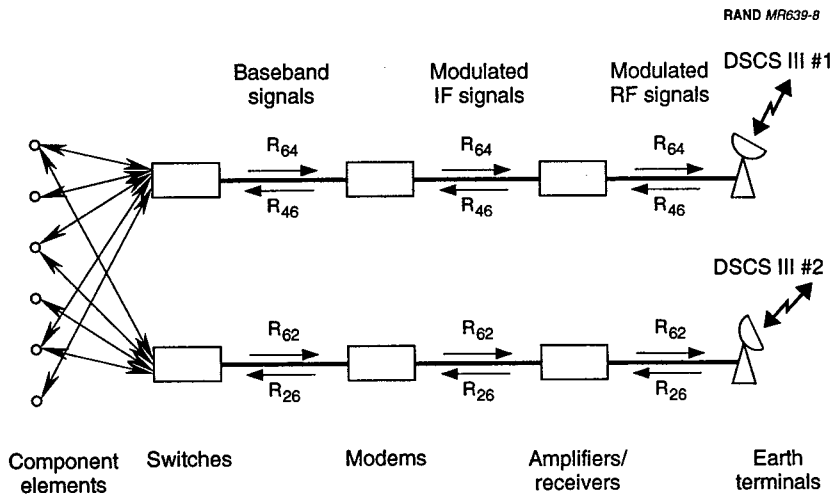 RAND MR639-8
DSCS III #1
Baseband signals
Modulated IF signals
Modulated RF signals
R64
R64
R64
R46
R46
R46
DSCS III #2
R62
R62
R62
R26
R26
R26
Component elements
Switches
Modems
Amplifiers/ receivers
Earth terminals